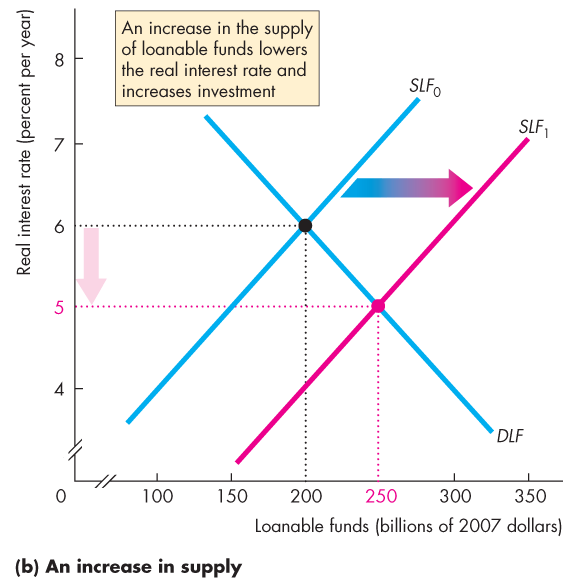 Real interest rate (percent per year)
An increase in the supply
of loanable funds lowers
the real interest rate and
increases investment
8
7
6
5
4
0
SLF₀
SLF₁
DLF
100 150 200 250 300 350
Loanable funds (billions of 2007 dollars)
(b) An increase in supply